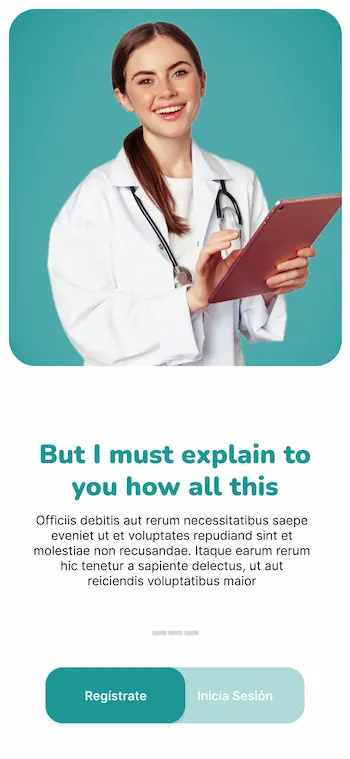 But I must explain to
you how all this
Officiis debitis aut rerum necessitatibus saepe
eveniet ut et voluptates repudiand sint et
molestiae non recusandae. Itaque earum rerum
hic tenetur a sapiente delectus, ut aut
reiciendis voluptatibus maior
Regístrate
Inicia Sesión